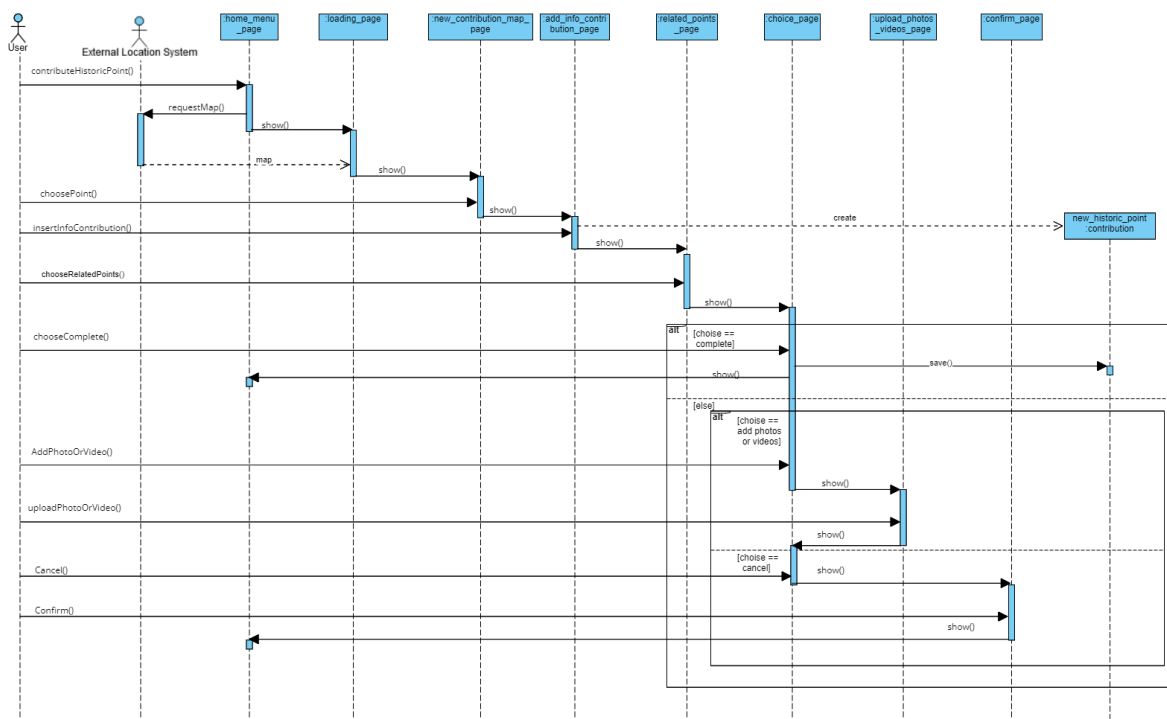 :home_menu
_page
:loading_page
:new_contribution_map_
page
:add_info_contri
bution_page
:related_points
_page
:choice_page
:upload_photos
_videos_page
:confirm_page
User
External Location System
contributeHistoricPoint()
requestMap()
show()
map
show()
choosePoint()
show()
create
new_historic_point
:contribution
insertInfoContribution()
show()
chooseRelatedPoints()
show()
alt
[choise ==
complete]
chooseComplete()
save()
show()
[else]
alt
[choise ==
add photos
or videos]
AddPhotoOrVideo()
show()
uploadPhotoOrVideo()
show()
[choise ==
cancel]
Cancel()
show()
Confirm()
show()